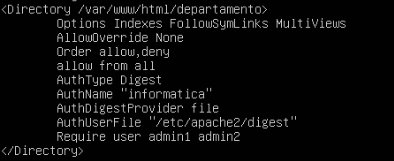 <Directory /var/www/html/departamento>
Options Indexes FollowSymLinks MultiViews
AllowOverride None
Order allow,deny
allow from all
AuthType Digest
AuthName "informatica"
AuthDigestProvider file
AuthUserFile "/etc/apache2/digest"
Require user admin1 admin2
</Directory>